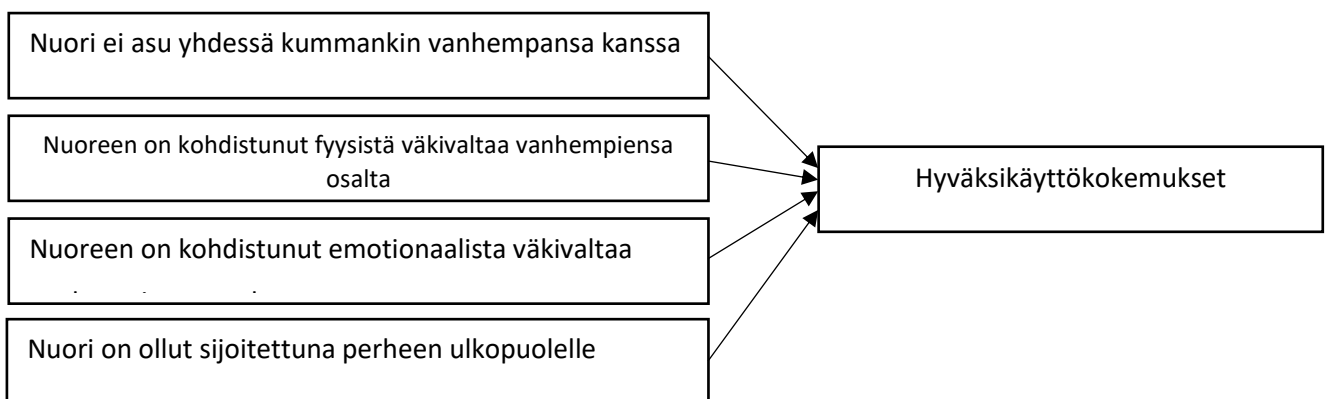 Nuori ei asu yhdessä kummankin vanhempansa kanssa
Nuoreen on kohdistunut fyysistä väkivaltaa vanhempiensa
osalta
Hyväksikäyttökokemukset
Nuoreen on kohdistunut emotionaalista väkivaltaa
Nuori on ollut sijoitettuna perheen ulkopuolelle